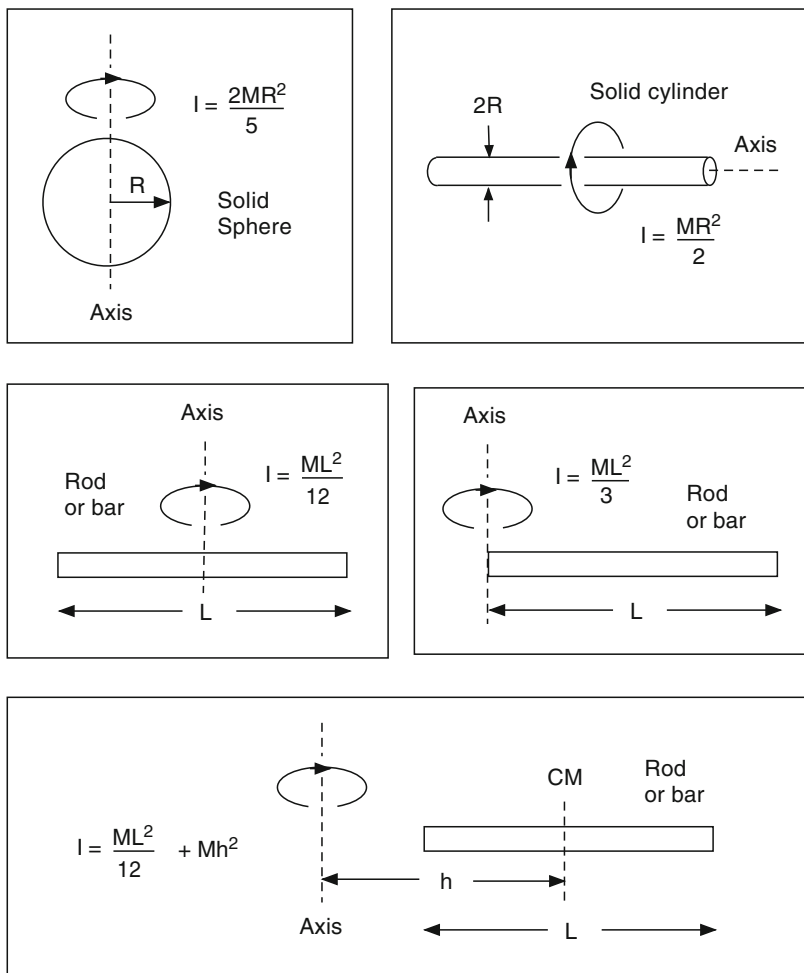 I = 2MR²/5
R
Solid
Sphere
Axis
Solid cylinder
2R
Axis
I = MR²/2
Axis
Rod
or bar
I = ML²/12
L
Axis
I = ML²/3
Rod
or bar
L
CM
Rod
or bar
I = ML²/12 + Mh²
h
Axis
L